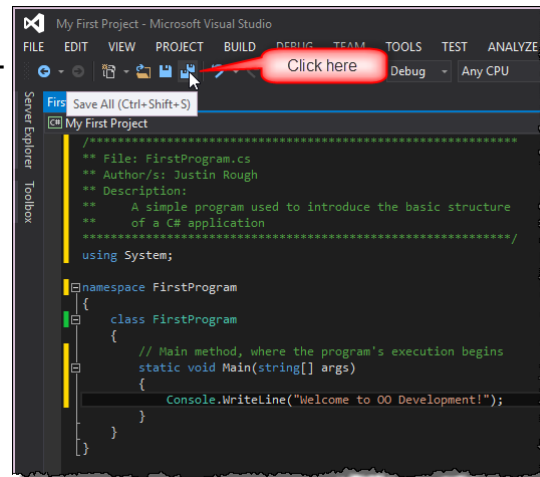 My First Project - Microsoft Visual Studio
FILE EDIT VIEW PROJECT BUILD DEBUG TEAM TOOLS TEST ANALYZE
Click here
Debug
Any CPU
Server Explorer
Toolbox
Firs
Save All (Ctrl+Shift+S)
C# My First Project
/***************************************************************
** File: FirstProgram.cs
** Author/s: Justin Rough
** Description:
** A simple program used to introduce the basic structure
** of a C# application
***************************************************************/
using System;
namespace FirstProgram
{
class FirstProgram
{
// Main method, where the program's execution begins
static void Main(string[] args)
{
Console.WriteLine("Welcome to OO Development!");
}
}
}